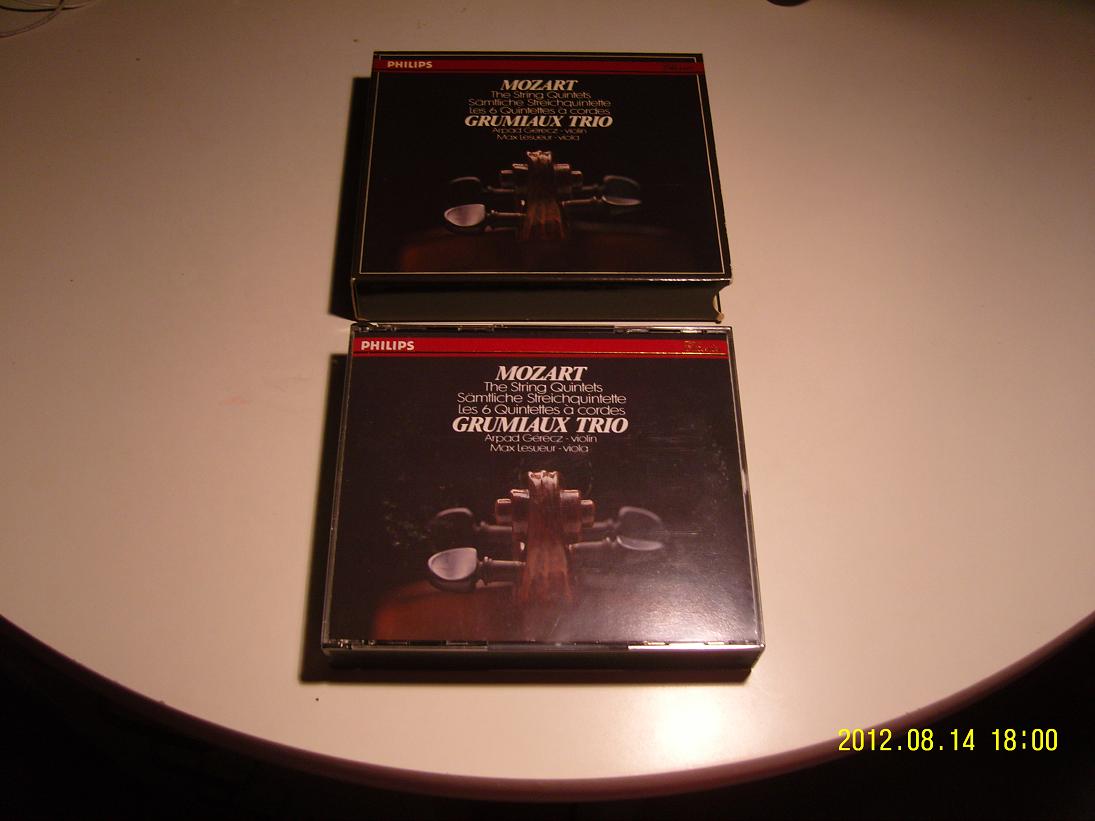 PHILIPS
MOZART
The String Quintets
Sämtliche Streichquintette
Les 6 Quintettes à cordes
GRUMIAUX TRIO
Arpad Gérecz - violin
Max Lesueur - viola
PHILIPS
MOZART
The String Quintets
Sämtliche Streichquintette
Les 6 Quintettes à cordes
GRUMIAUX TRIO
Arpad Gérecz - violin
Max Lesueur - viola
2012.08.14 18:00